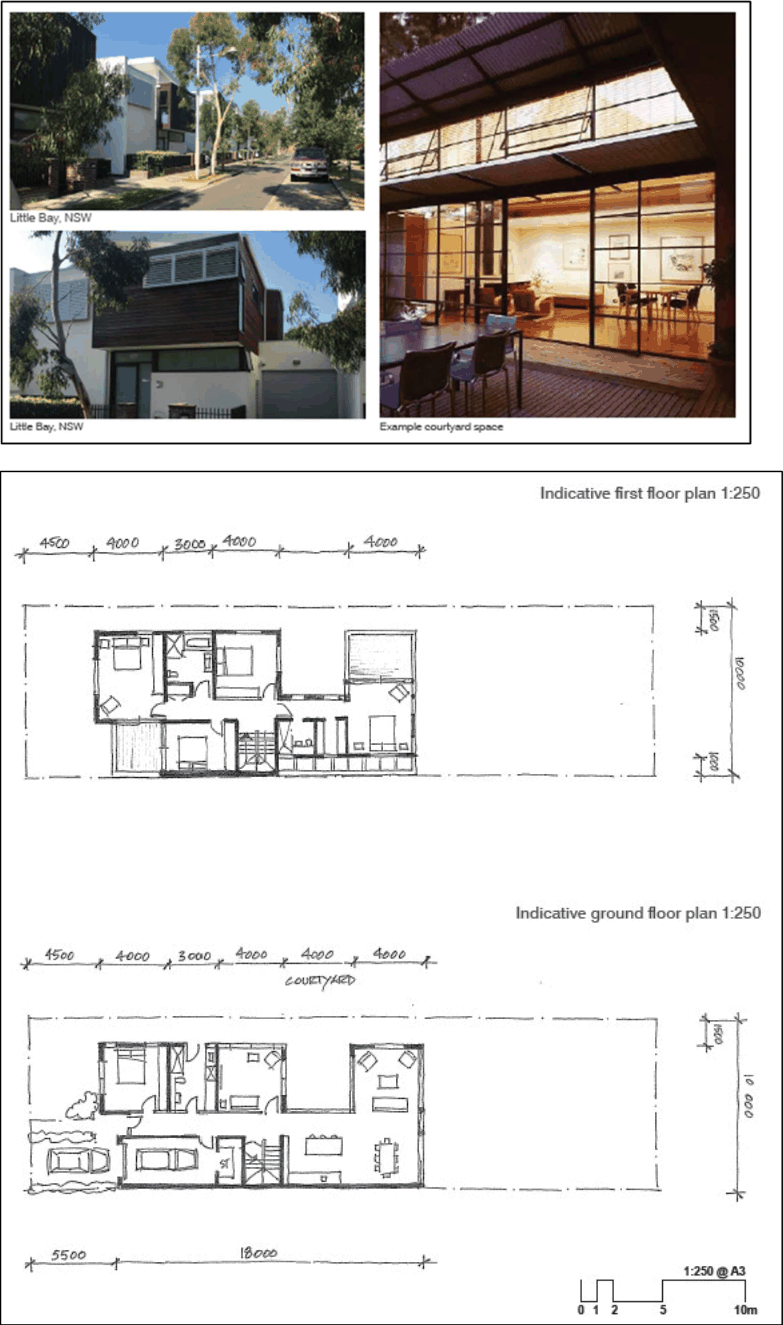 Little Bay, NSW
Little Bay, NSW
Example courtyard space
Indicative first floor plan 1:250
4500 4000 3000 4000 4000
1500
10000
1000
Indicative ground floor plan 1:250
4500 4000 3000 4000 4000 4000
COURTYARD
1500
10 000
5500 18000
1:250 @ A3
0 1 2 5 10m